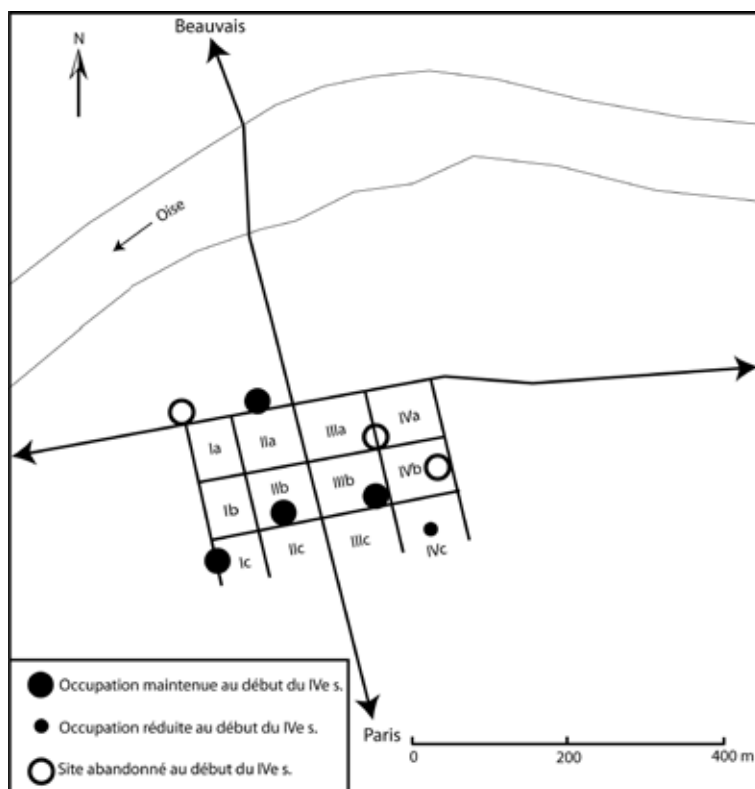 Beauvais
N
Oise
Ia
IIa
IIIa
IVa
Ib
IIb
IIIb
IVb
Ic
IIc
IIIc
IVc
Occupation maintenue au début du IVe s.
Occupation réduite au début du IVe s.
Site abandonné au début du IVe s.
Paris
0
200
400 m